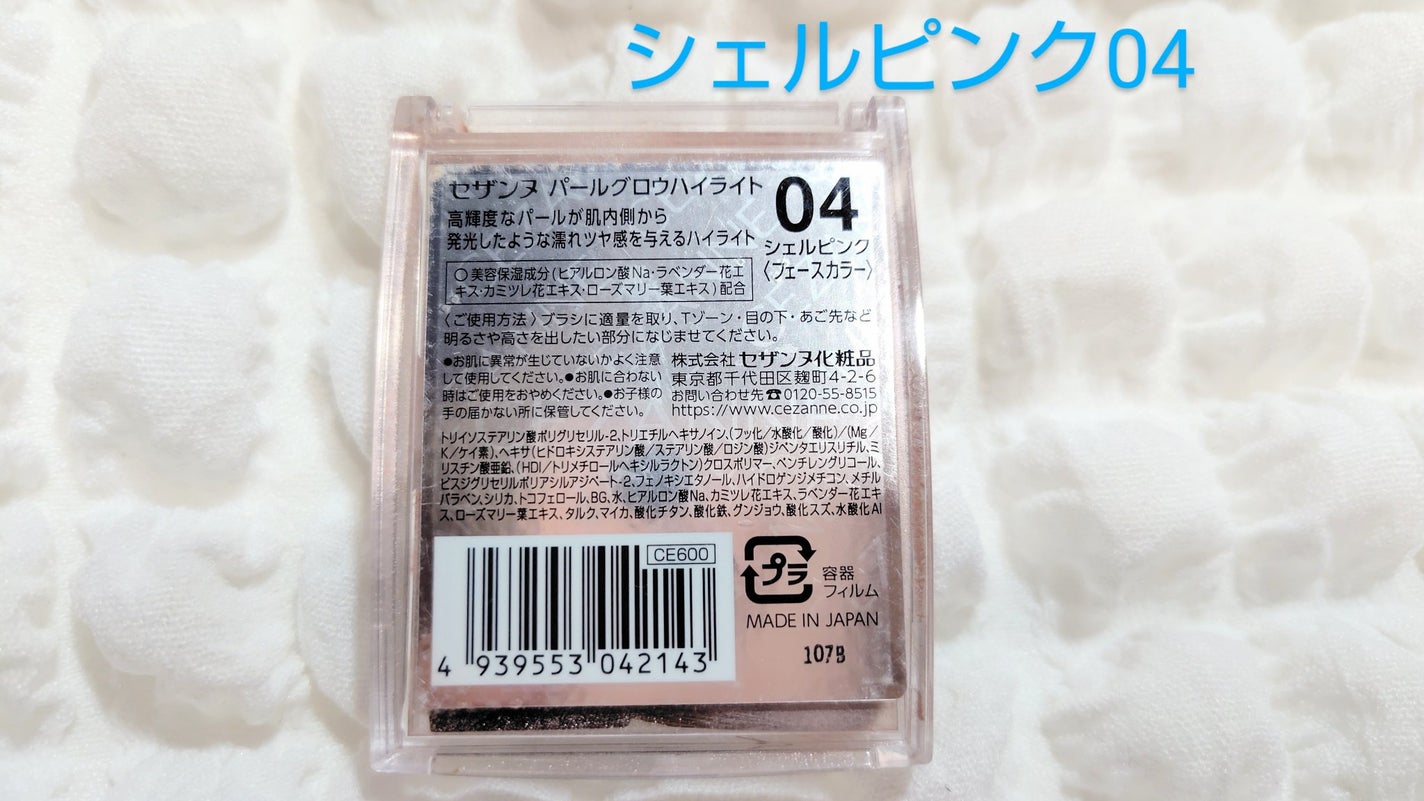 シェルピンク04
セザンヌ パールグロウハイライト
高輝度なパールが肌内側から
発光したような濡れツヤ感を与えるハイライト
04
シェルピンク
〈フェースカラー〉
○美容保湿成分(ヒアルロン酸Na・ラベンダー花エ
キス・カミツレ花エキス・ローズマリー葉エキス)配合
〈ご使用方法〉ブラシに適量を取り、Tゾーン・目の下・あご先など
明るさや高さを出したい部分になじませてください。
●お肌に異常が生じていないかよく注意
して使用してください。●お肌に合わない
時はご使用をおやめください。●お子様の
手の届かない所に保管してください。
株式会社 セザンヌ化粧品
東京都千代田区麹町4-2-6
お問い合わせ先☎0120-55-8515
https://www.cezanne.co.jp
トリイソステアリン酸ポリグリセリル-2、トリエチルヘキサノイン、(フッ化/水酸化/酸化)/(Mg/
K/ケイ素)、ヘキサ(ヒドロキシステアリン酸/ステアリン酸/ロジン酸)ジペンタエリスリチル、ミ
リスチン酸亜鉛、(HDI/トリメチロールヘキシルラクトン)クロスポリマー、ペンチレングリコール、
ビスジグリセリルポリアシルアジペート-2、フェノキシエタノール、ハイドロゲンジメチコン、メチル
パラベン、シリカ、トコフェロール、BG、水、ヒアルロン酸Na、カミツレ花エキス、ラベンダー花エキ
ス、ローズマリー葉エキス、タルク、マイカ、酸化チタン、酸化鉄、グンジョウ、酸化スズ、水酸化Al
CE600
4 939553 042143
プラ
容器
フィルム
MADE IN JAPAN
107B